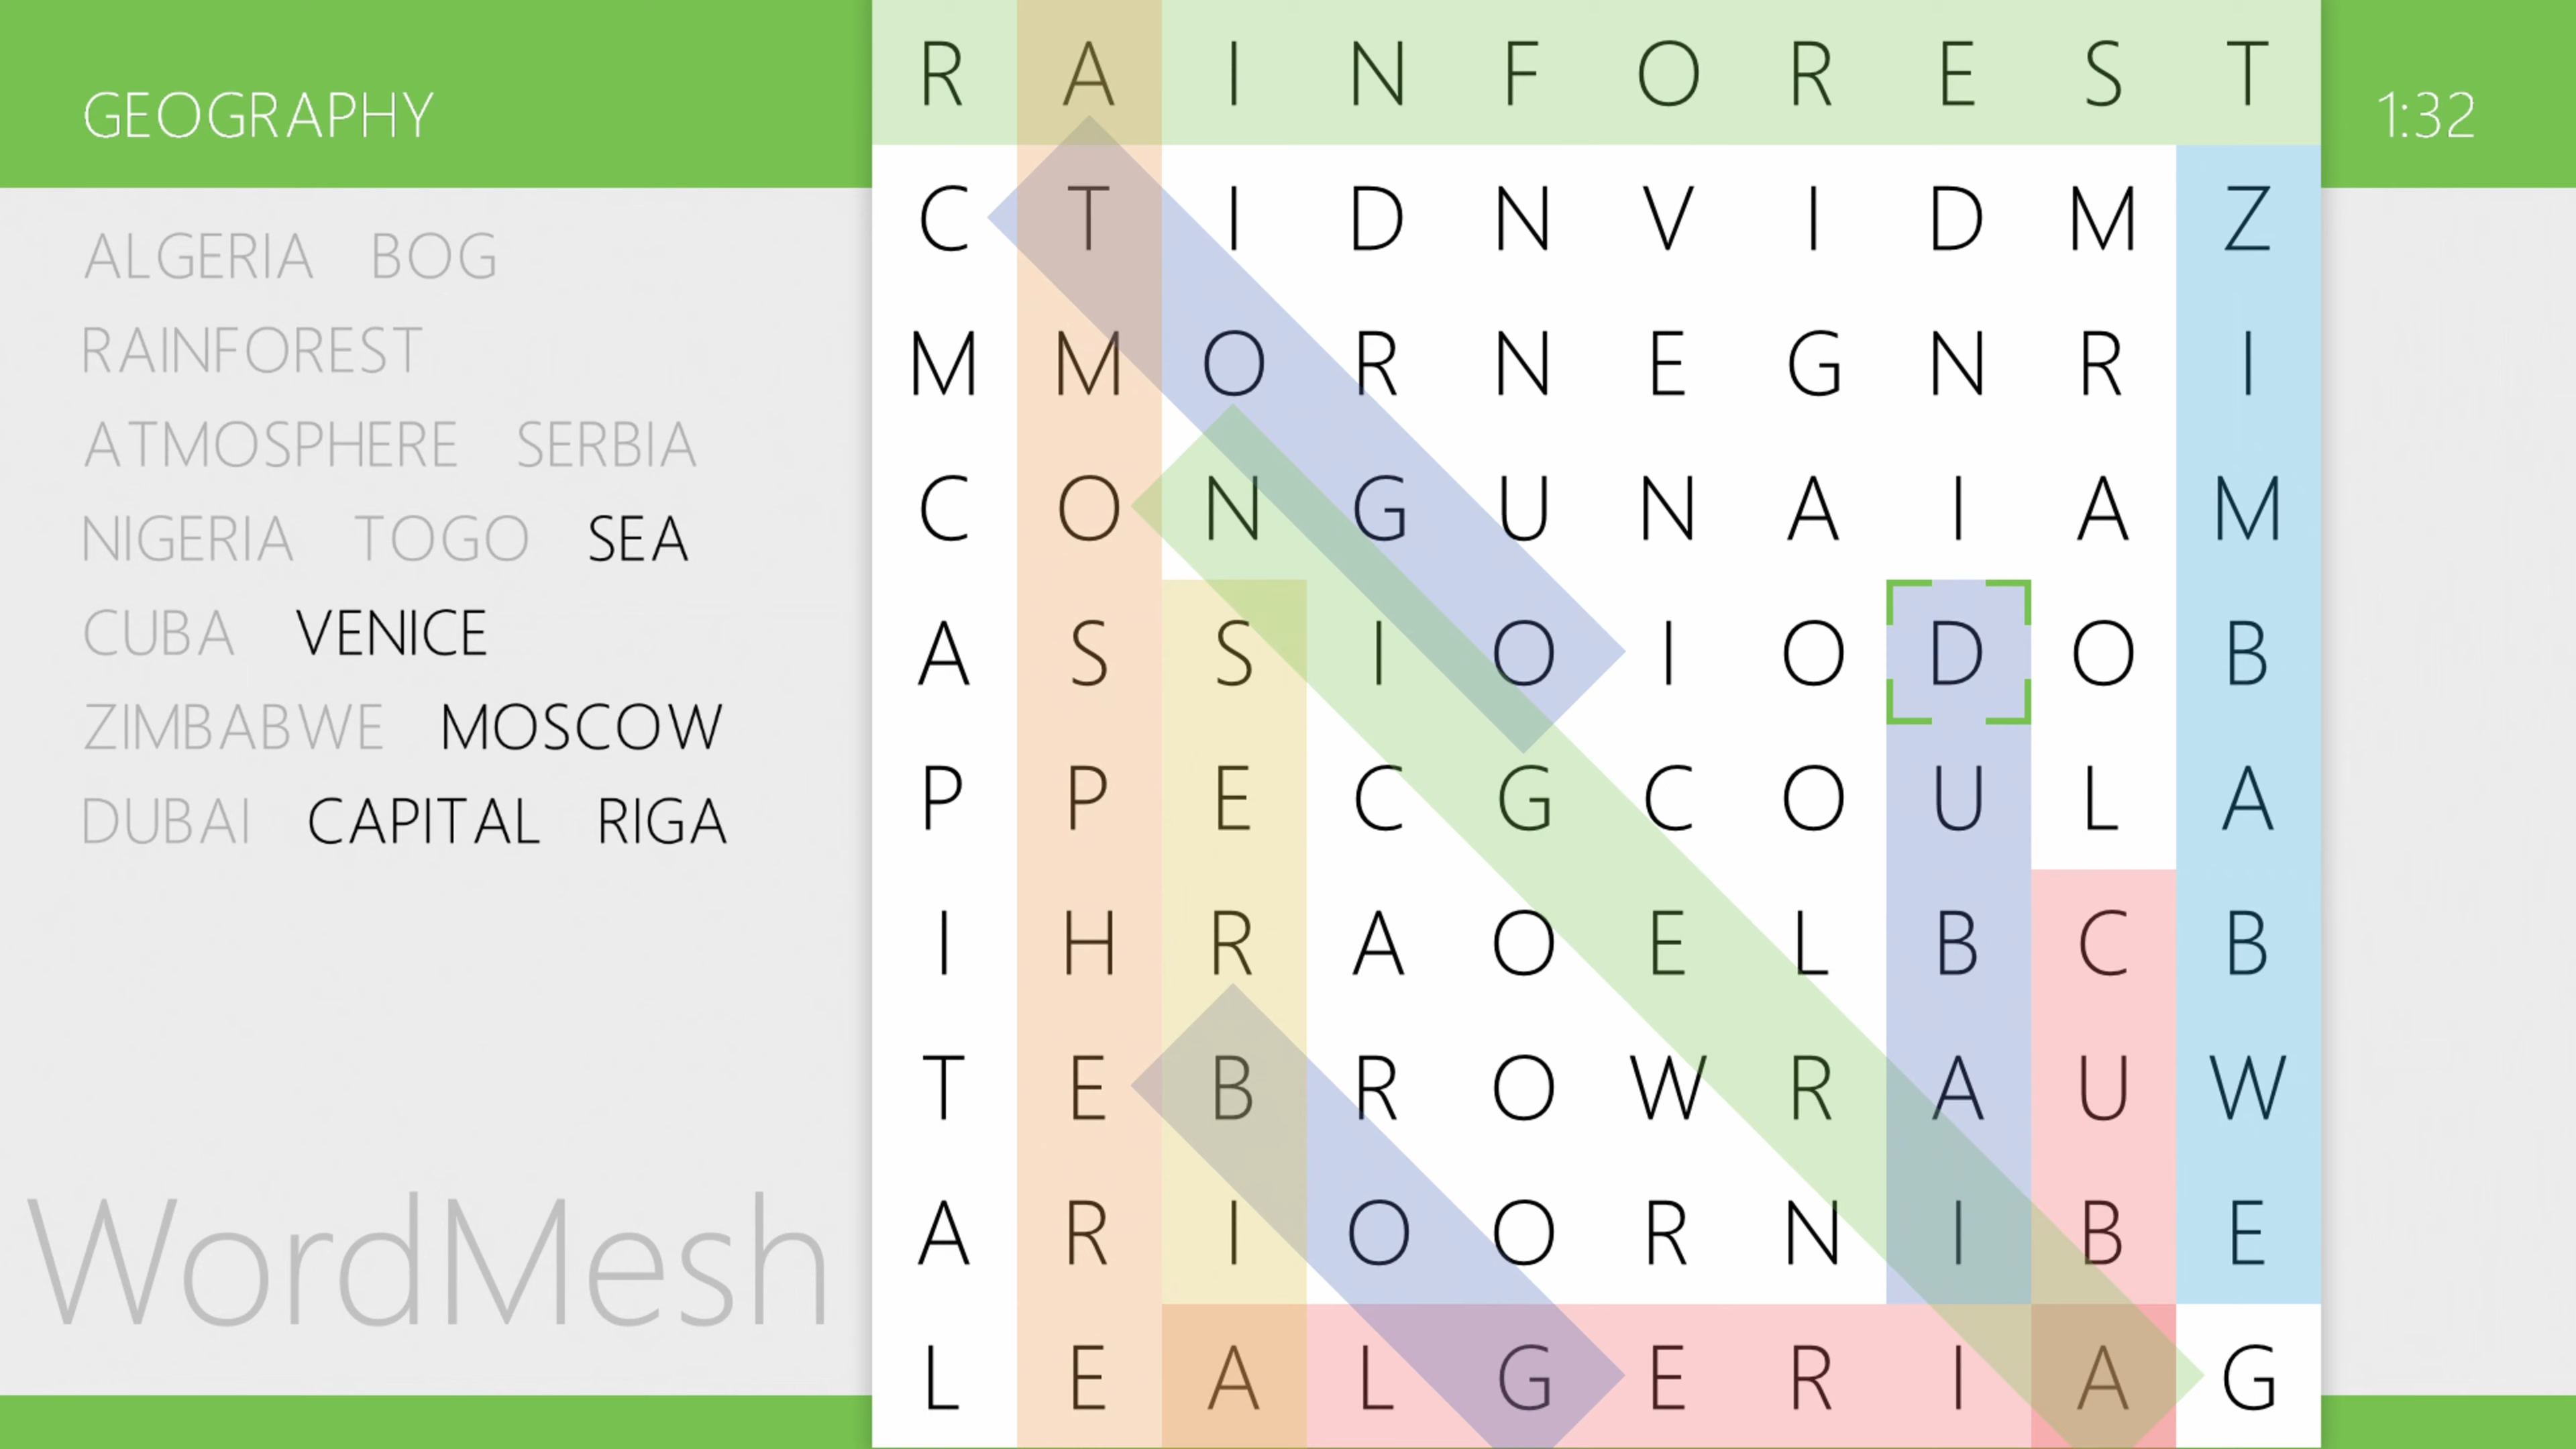 GEOGRAPHY
1:32
ALGERIA BOG
RAINFOREST
ATMOSPHERE SERBIA
NIGERIA TOGO SEA
CUBA VENICE
ZIMBABWE MOSCOW
DUBAI CAPITAL RIGA
WordMesh
R A I N F O R E S T
C T I D N V I D M Z
M M O R N E G N R I
C O N G U N A I A M
A S S I O I O D O B
P P E C G C O U L A
I H R A O E L B C B
T E B R O W R A U W
A R I O O R N I B E
L E A L G E R I A G